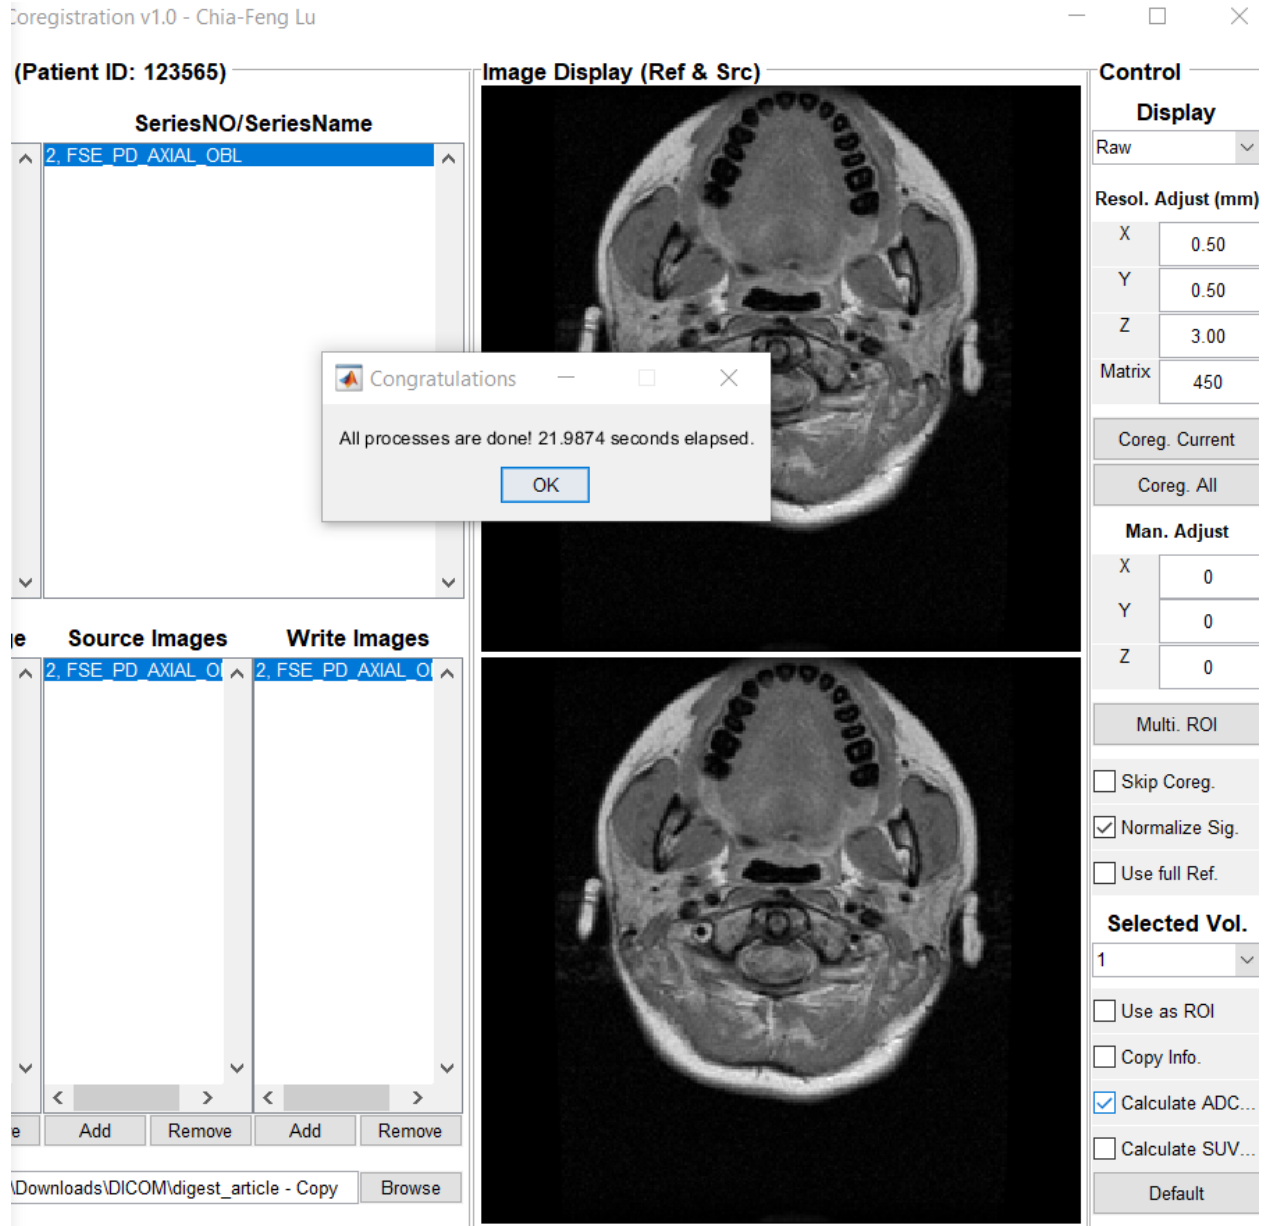 Coregistration v1.0 - Chia-Feng Lu
(Patient ID: 123565)
SeriesNO/SeriesName
2, FSE_PD_AXIAL_OBL
Source Images
Write Images
2, FSE_PD_AXIAL_O
2, FSE_PD_AXIAL_O
Add
Remove
Add
Remove
\Downloads\DICOM\digest_article - Copy
Browse
Image Display (Ref & Src)
Congratulations
All processes are done! 21.9874 seconds elapsed.
OK
Control
Display
Raw
Resol. Adjust (mm)
X 0.50
Y 0.50
Z 3.00
Matrix 450
Coreg. Current
Coreg. All
Man. Adjust
X 0
Y 0
Z 0
Multi. ROI
Skip Coreg.
Normalize Sig.
Use full Ref.
Selected Vol.
1
Use as ROI
Copy Info.
Calculate ADC...
Calculate SUV...
Default